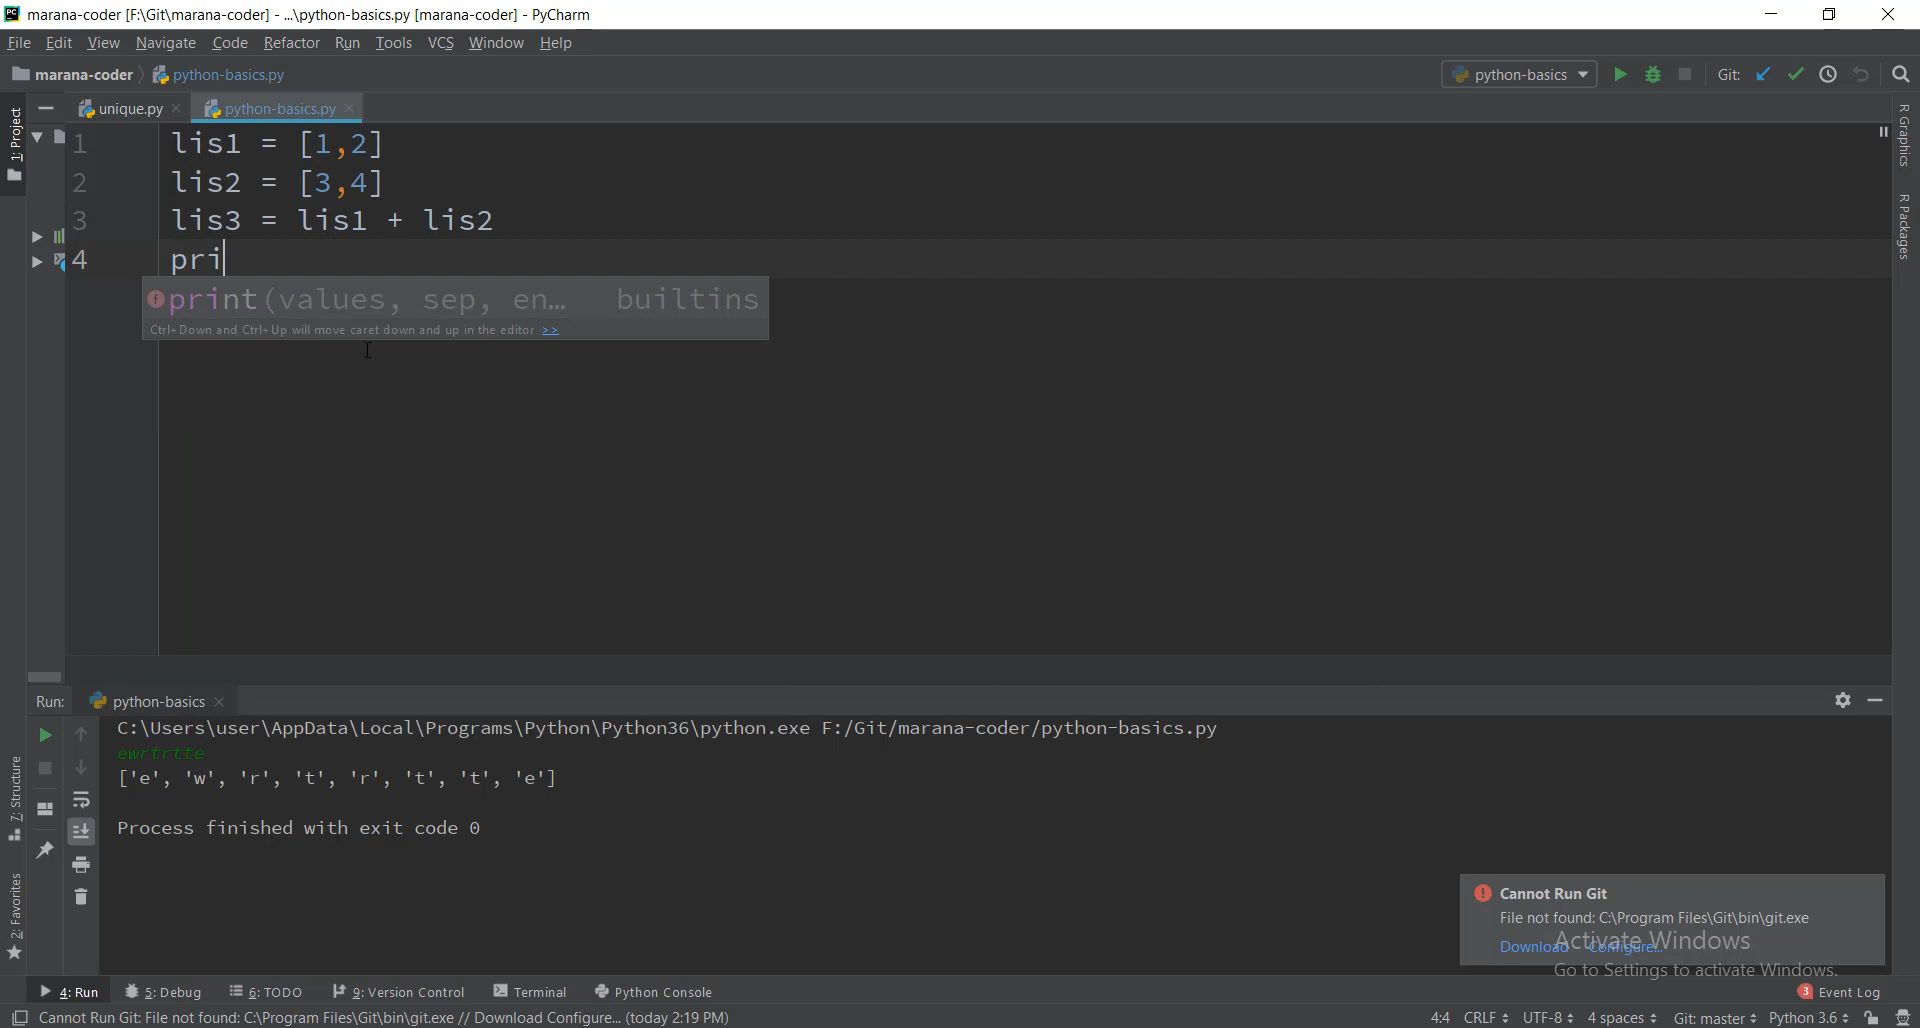 marana-coder [F:\Git\marana-coder] - ...\python-basics.py [marana-coder] - PyCharm
File Edit View Navigate Code Refactor Run Tools VCS Window Help
marana-coder python-basics.py python-basics Git:
1: Project
unique.py python-basics.py
1 lis1 = [1,2]
2 lis2 = [3,4]
3 lis3 = lis1 + lis2
4 pri
print(values, sep, en... builtins
Ctrl+Down and Ctrl+Up will move caret down and up in the editor >>
R Graphics
R Packages
Run: python-basics
C:\Users\user\AppData\Local\Programs\Python\Python36\python.exe F:/Git/marana-coder/python-basics.py
ewrtrtte
['e', 'w', 'r', 't', 'r', 't', 't', 'e']
Process finished with exit code 0
7: Structure
2: Favorites
Cannot Run Git
File not found: C:\Program Files\Git\bin\git.exe
Download Configure...
Activate Windows
Go to Settings to activate Windows.
4: Run 5: Debug 6: TODO 9: Version Control Terminal Python Console 3 Event Log
Cannot Run Git: File not found: C:\Program Files\Git\bin\git.exe // Download Configure... (today 2:19 PM) 4:4 CRLF UTF-8 4 spaces Git: master Python 3.6